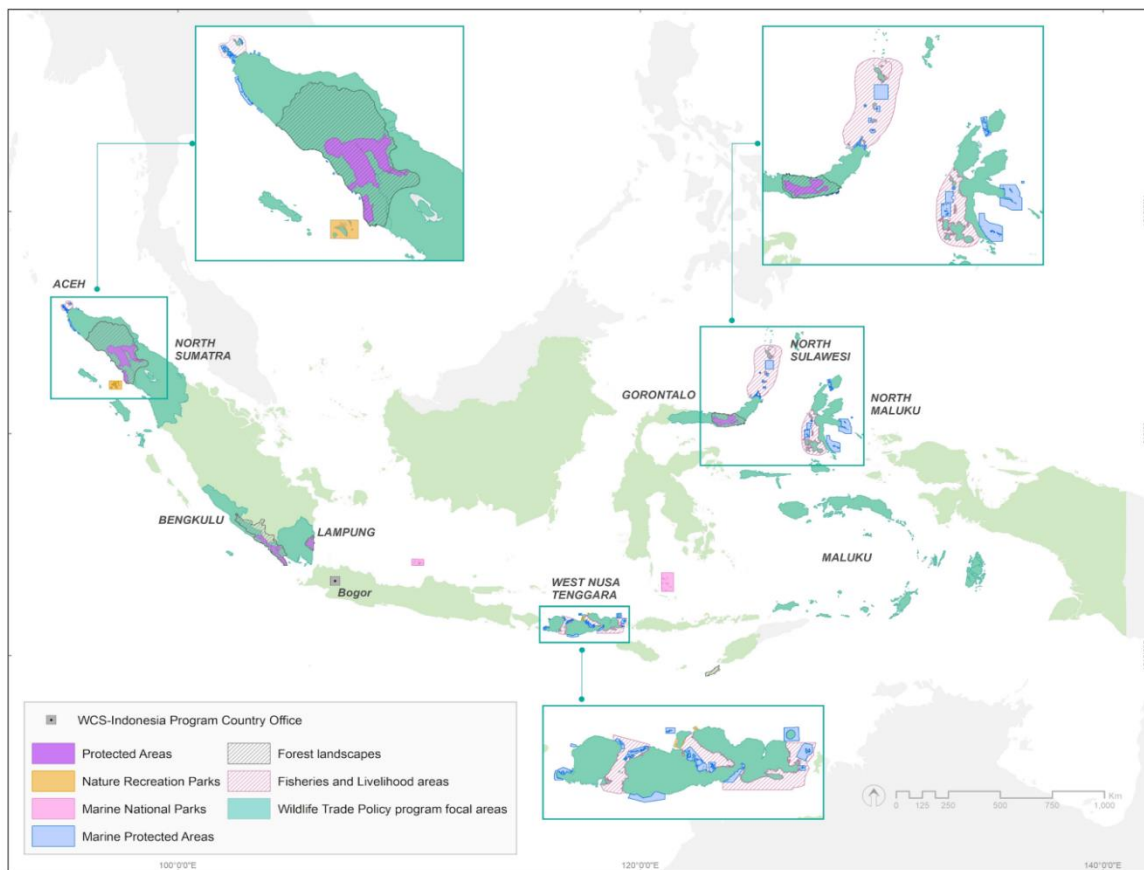 ACEH
NORTH
SUMATRA
BENGKULU
LAMPUNG
Bogor
WEST NUSA
TENGGARA
GORONTALO
NORTH
SULAWESI
NORTH
MALUKU
MALUKU
WCS-Indonesia Program Country Office
Protected Areas
Nature Recreation Parks
Marine National Parks
Marine Protected Areas
Forest landscapes
Fisheries and Livelihood areas
Wildlife Trade Policy program focal areas
0 125 250 500 750 1,000
Km
100°0'0"E
120°0'0"E
140°0'0"E